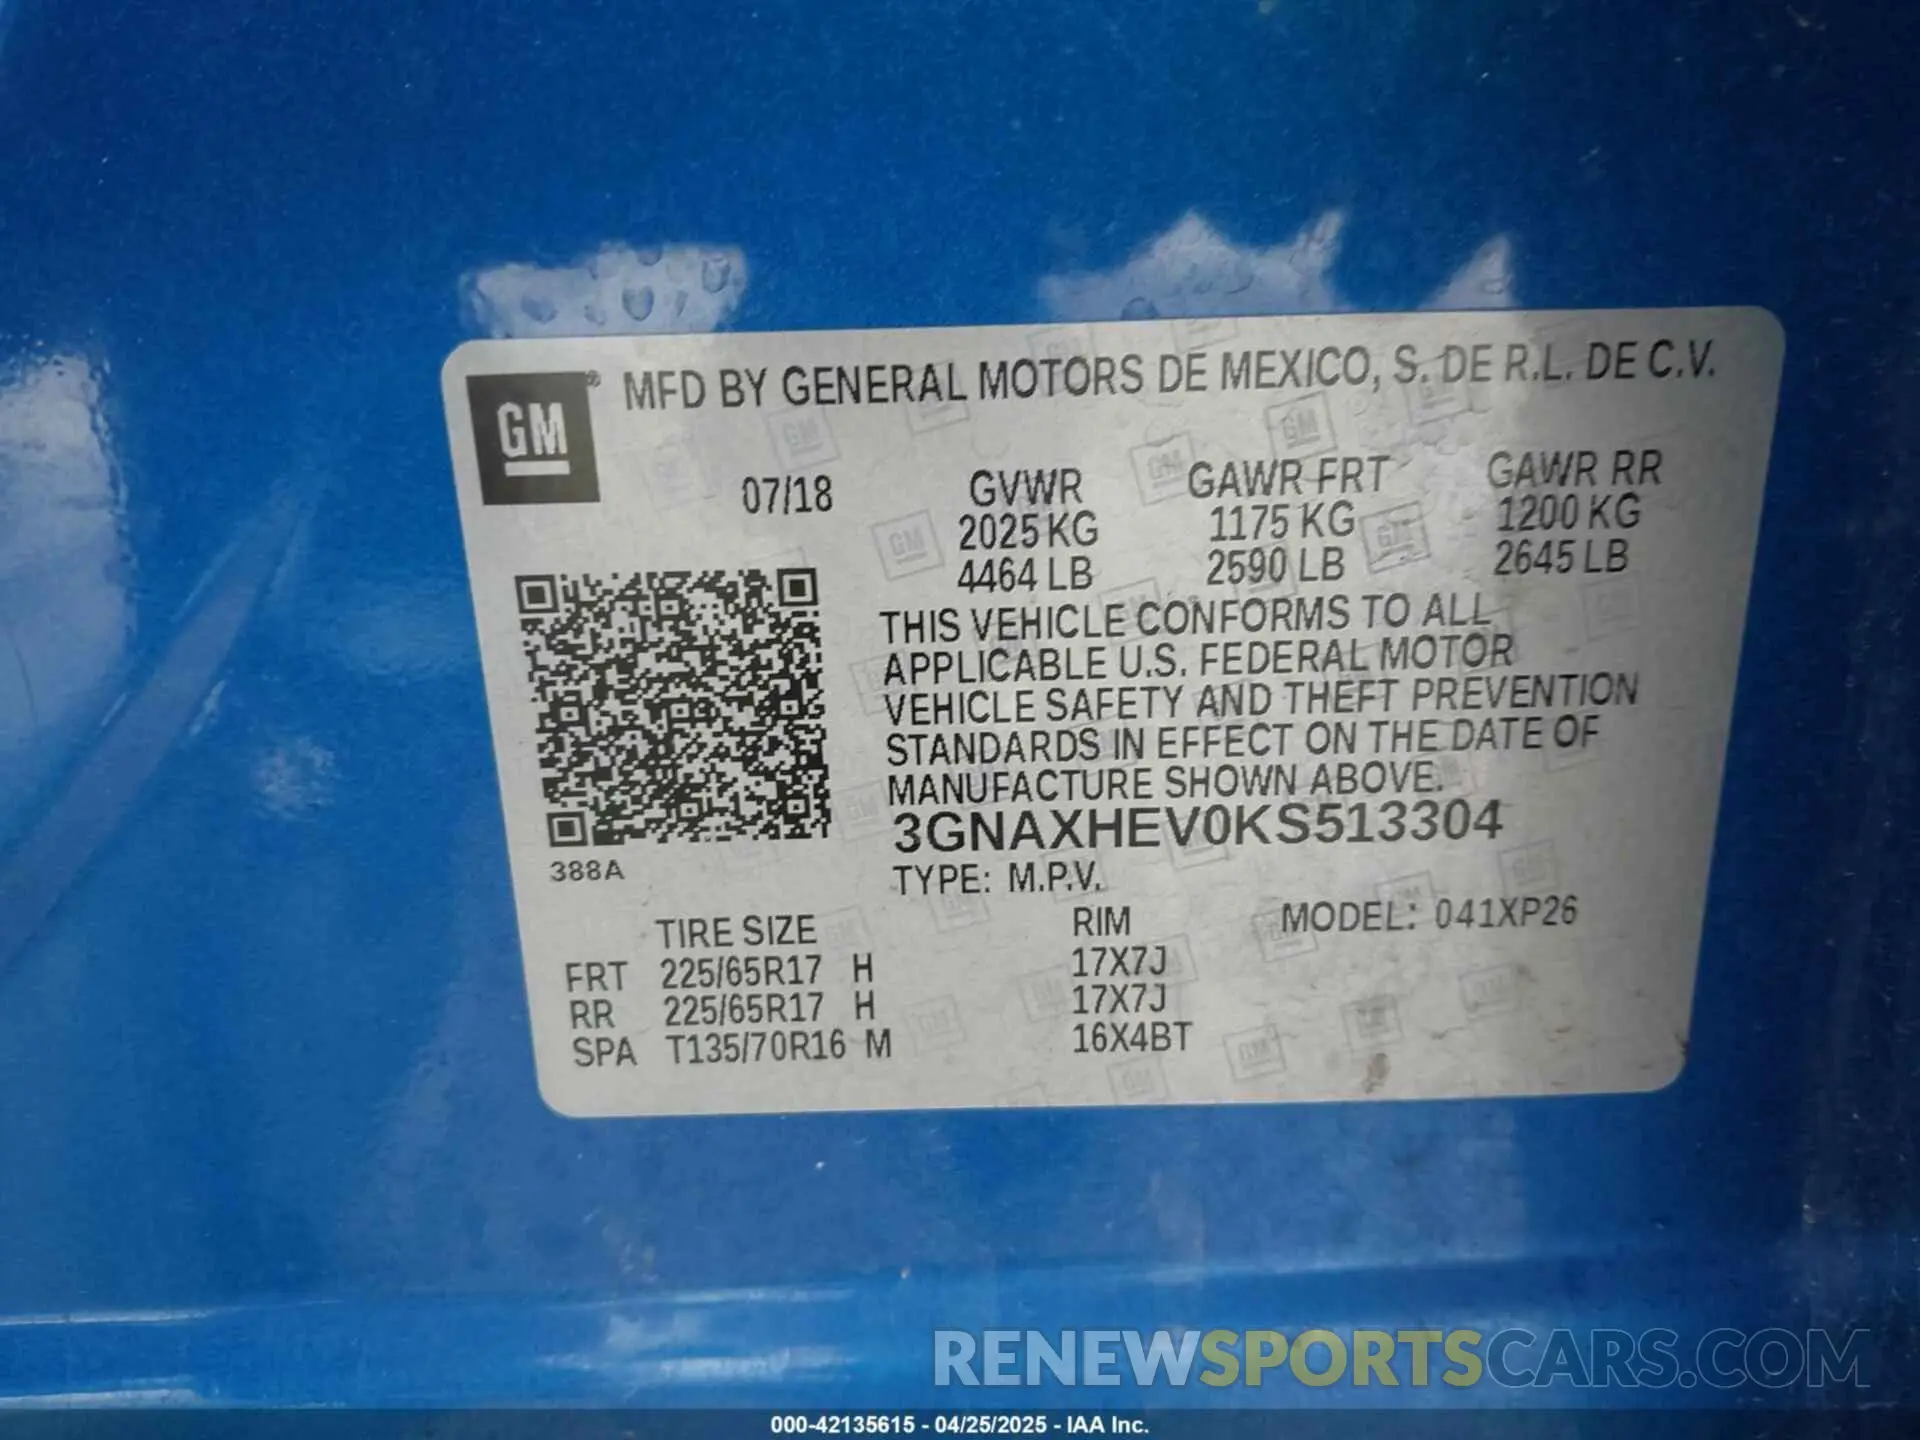 GM® MFD BY GENERAL MOTORS DE MEXICO, S. DE R.L. DE C.V.
07/18 GVWR GAWR FRT GAWR RR
2025 KG 1175 KG 1200 KG
4464 LB 2590 LB 2645 LB
THIS VEHICLE CONFORMS TO ALL
APPLICABLE U.S. FEDERAL MOTOR
VEHICLE SAFETY AND THEFT PREVENTION
STANDARDS IN EFFECT ON THE DATE OF
MANUFACTURE SHOWN ABOVE.
3GNAXHEV0KS513304
388A
TYPE: M.P.V.
TIRE SIZE RIM MODEL: 041XP26
FRT 225/65R17 H 17X7J
RR 225/65R17 H 17X7J
SPA T135/70R16 M 16X4BT
RENEWSPORTSCARS.COM
000-42135615 - 04/25/2025 - IAA Inc.